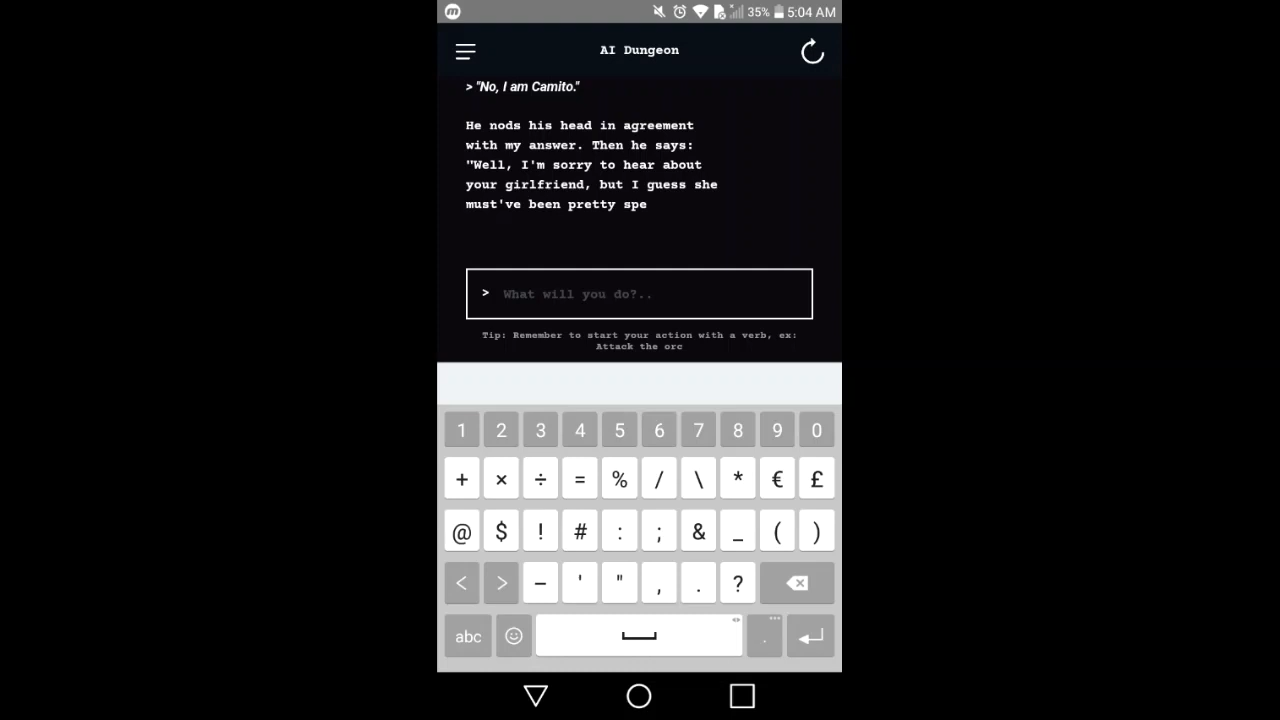 35% 5:04 AM
AI Dungeon
> "No, I am Camito."
He nods his head in agreement
with my answer. Then he says:
"Well, I'm sorry to hear about
your girlfriend, but I guess she
must've been pretty spe
> What will you do?..
Tip: Remember to start your action with a verb, ex:
Attack the orc
1 2 3 4 5 6 7 8 9 0
+ × ÷ = % / \ * € £
@ $ ! # : ; & _ ( )
< > – ' " , . ?
abc .